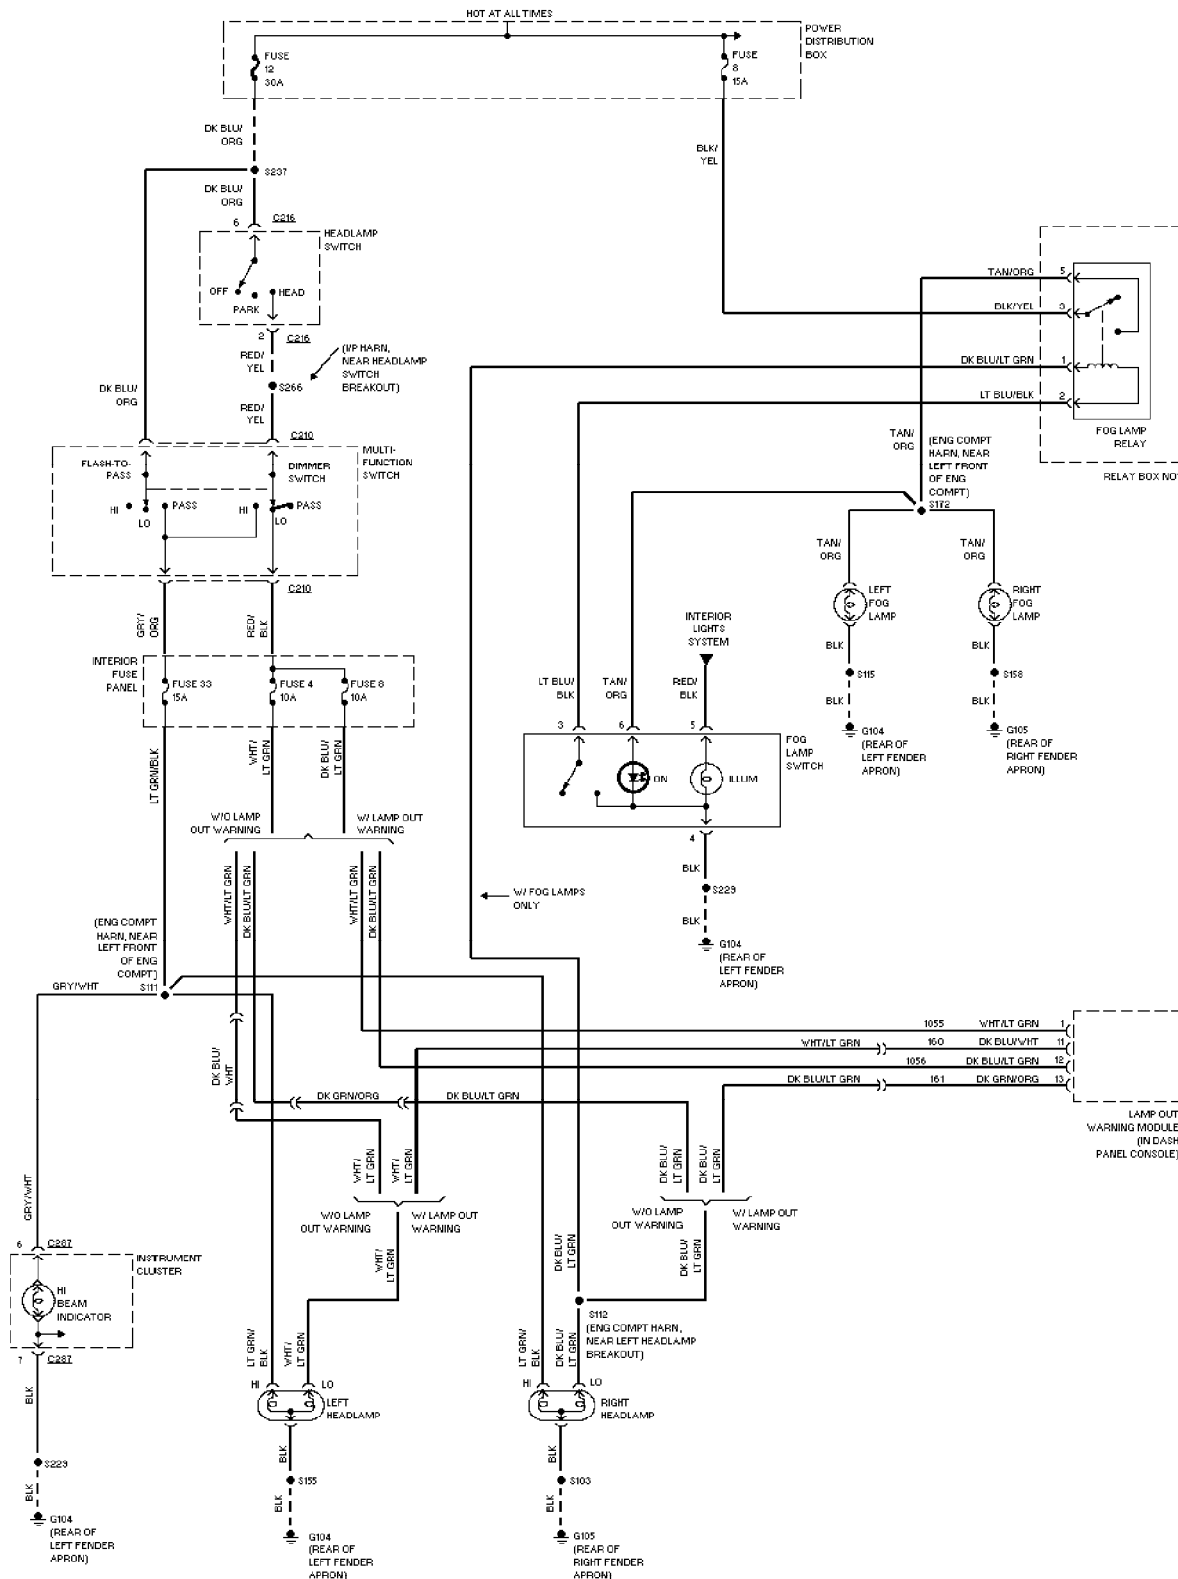 HOT AT ALL TIMES
POWER
DISTRIBUTION
BOX
FUSE
12
30A
FUSE
8
15A
DK BLU/
ORG
BLK/
YEL
S237
DK BLU/
ORG
6
C216
HEADLAMP
SWITCH
OFF
HEAD
PARK
2
C216
RED/
YEL
(I/P HARN,
NEAR HEADLAMP
SWITCH
BREAKOUT)
S266
DK BLU/
ORG
RED/
YEL
C210
TAN/ORG
5
BLK/YEL
3
DK BLU/LT GRN
1
LT BLU/BLK
2
FOG LAMP
RELAY
RELAY BOX NO
MULTI-
FUNCTION
SWITCH
FLASH-TO-
PASS
DIMMER
SWITCH
HI
LO
PASS
HI
LO
PASS
C210
TAN/
ORG
(ENG COMPT
HARN, NEAR
LEFT FRONT
OF ENG
COMPT)
S172
TAN/
ORG
TAN/
ORG
LEFT
FOG
LAMP
RIGHT
FOG
LAMP
BLK
BLK
S115
S158
G104
(REAR OF
LEFT FENDER
APRON)
G105
(REAR OF
RIGHT FENDER
APRON)
GRY/
ORG
RED/
BLK
INTERIOR
FUSE
PANEL
FUSE 33
15A
FUSE 4
10A
FUSE 8
10A
INTERIOR
LIGHTS
SYSTEM
LT BLU/
BLK
TAN/
ORG
RED/
BLK
3
6
5
FOG
LAMP
SWITCH
ON
ILLUM
4
BLK
S229
BLK
G104
(REAR OF
LEFT FENDER
APRON)
LT GRN/BLK
WHT/
LT GRN
DK BLU/
LT GRN
W/O LAMP
OUT WARNING
W/ LAMP OUT
WARNING
WHT/LT GRN
DK BLU/LT GRN
WHT/LT GRN
DK BLU/LT GRN
W/ FOG LAMPS
ONLY
(ENG COMPT
HARN, NEAR
LEFT FRONT
OF ENG
COMPT)
S111
GRY/WHT
1055
WHT/LT GRN
1
WHT/LT GRN
160
DK BLU/WHT
11
1056
DK BLU/LT GRN
12
DK BLU/LT GRN
161
DK GRN/ORG
13
LAMP OUT
WARNING MODULE
(IN DASH
PANEL CONSOLE)
DK BLU/
WHT
DK GRN/ORG
DK BLU/LT GRN
WHT/
LT GRN
WHT/
LT GRN
DK BLU/
LT GRN
DK BLU/
LT GRN
W/O LAMP
OUT WARNING
W/ LAMP OUT
WARNING
W/O LAMP
OUT WARNING
W/ LAMP OUT
WARNING
GRY/WHT
6
C287
INSTRUMENT
CLUSTER
HI
BEAM
INDICATOR
7
C287
BLK
S229
BLK
G104
(REAR OF
LEFT FENDER
APRON)
WHT/
LT GRN
DK BLU/
LT GRN
DK BLU/
LT GRN
S112
(ENG COMPT HARN,
NEAR LEFT HEADLAMP
BREAKOUT)
LT GRN/
BLK
WHT/
LT GRN
LT GRN/
BLK
DK BLU/
LT GRN
HI
LO
LEFT
HEADLAMP
HI
LO
RIGHT
HEADLAMP
BLK
BLK
S155
S103
BLK
BLK
G104
(REAR OF
LEFT FENDER
APRON)
G105
(REAR OF
RIGHT FENDER
APRON)